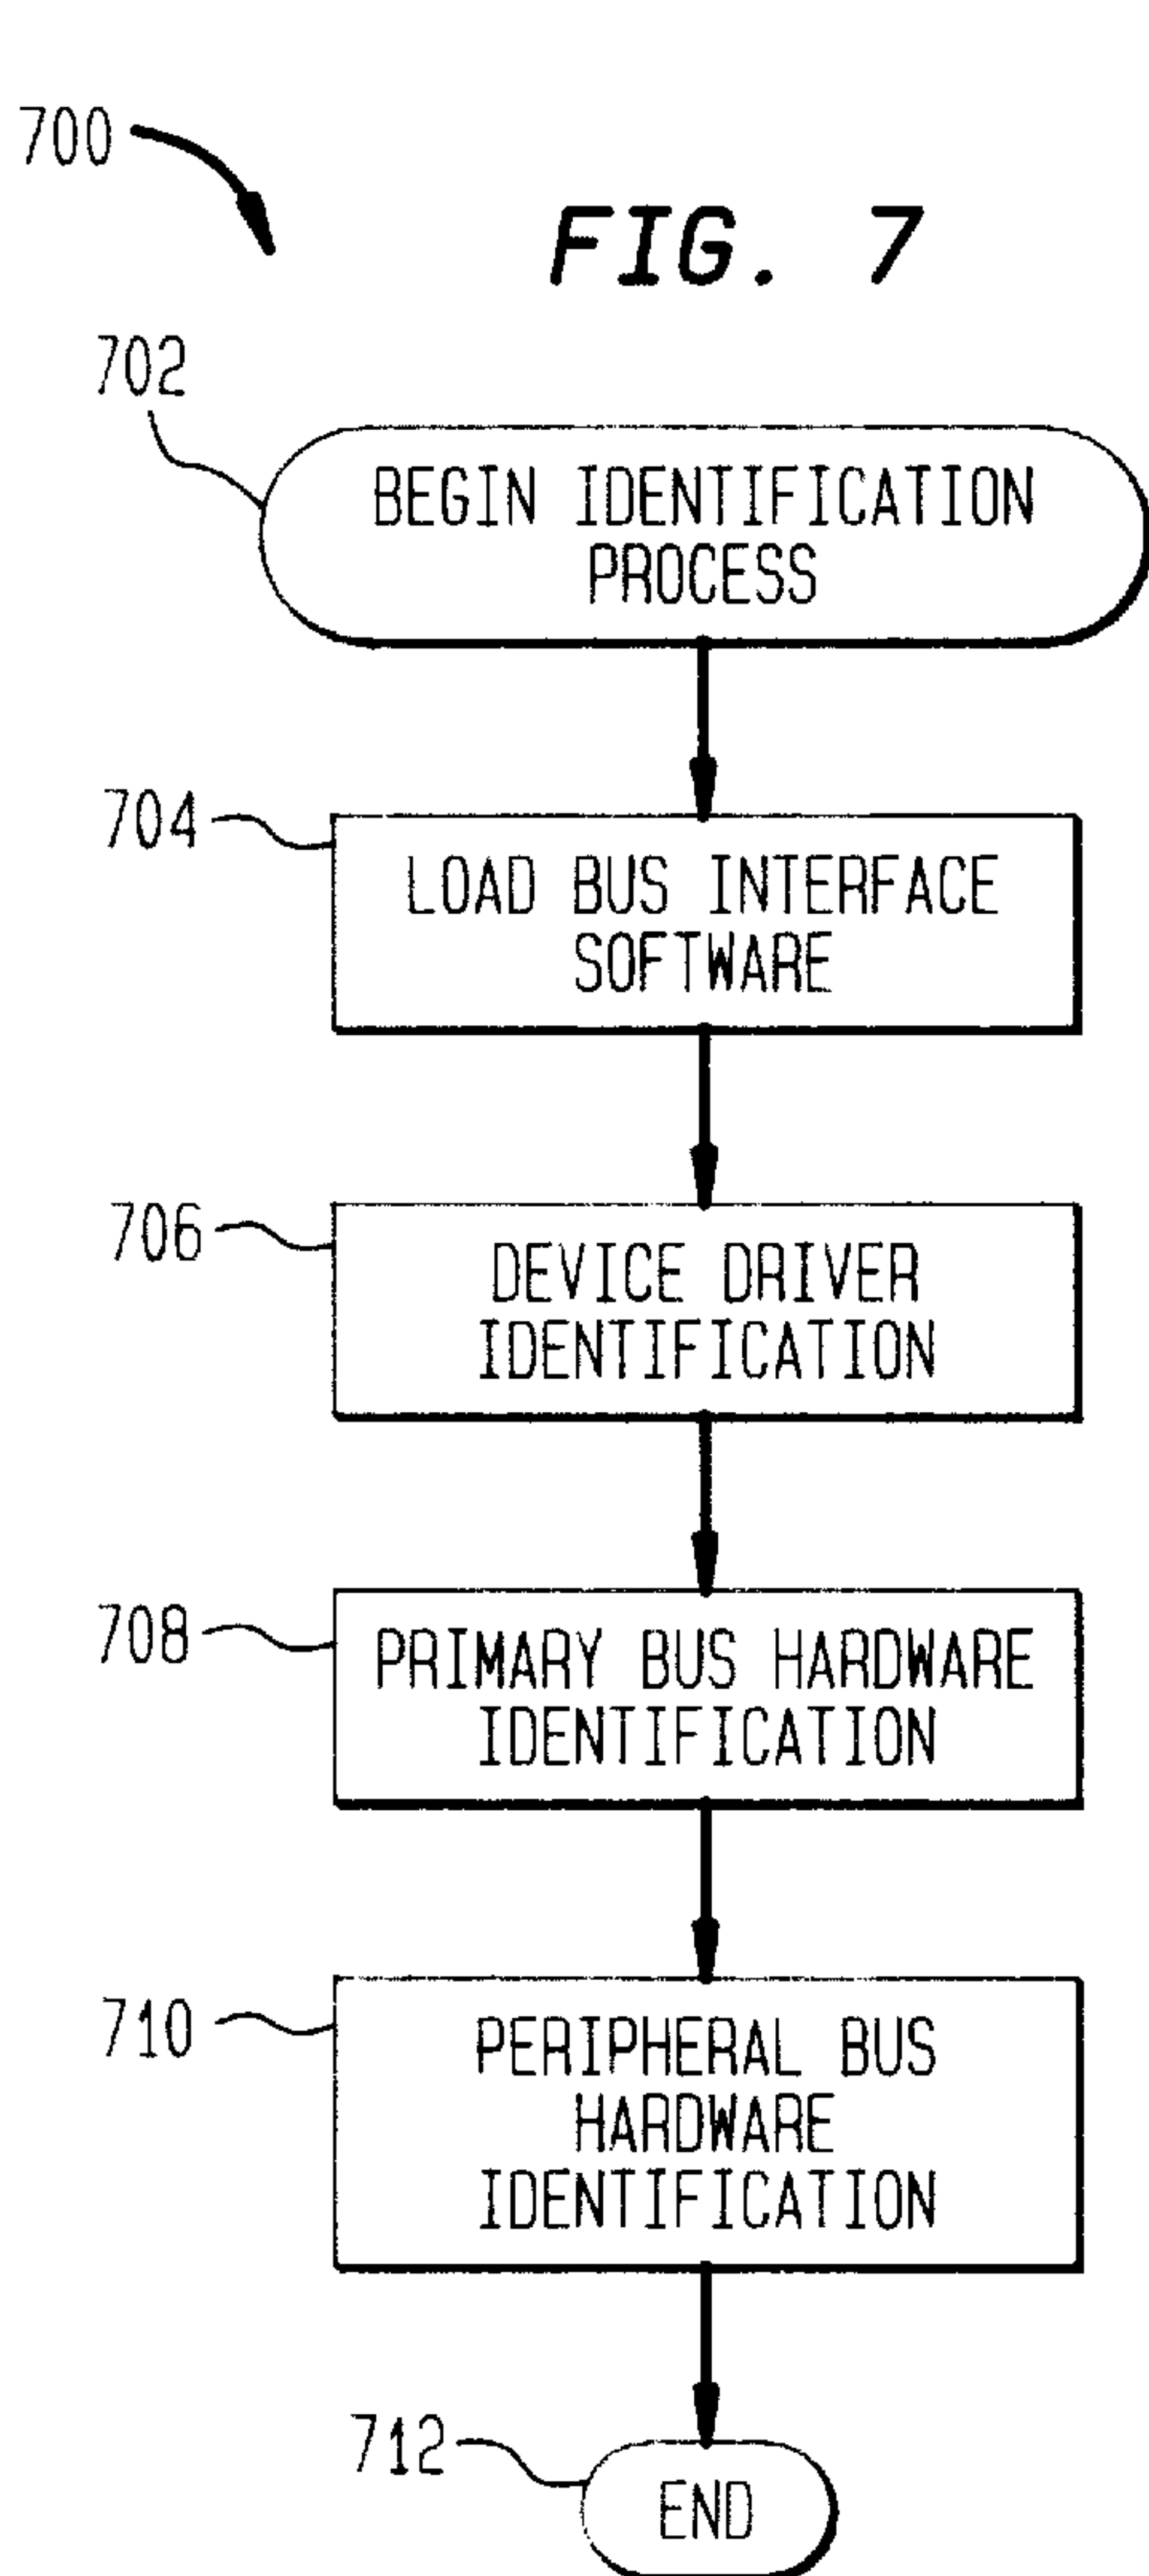 700
FIG. 7
702
BEGIN IDENTIFICATION
PROCESS
704
LOAD BUS INTERFACE
SOFTWARE
706
DEVICE DRIVER
IDENTIFICATION
708
PRIMARY BUS HARDWARE
IDENTIFICATION
710
PERIPHERAL BUS
HARDWARE
IDENTIFICATION
712
END